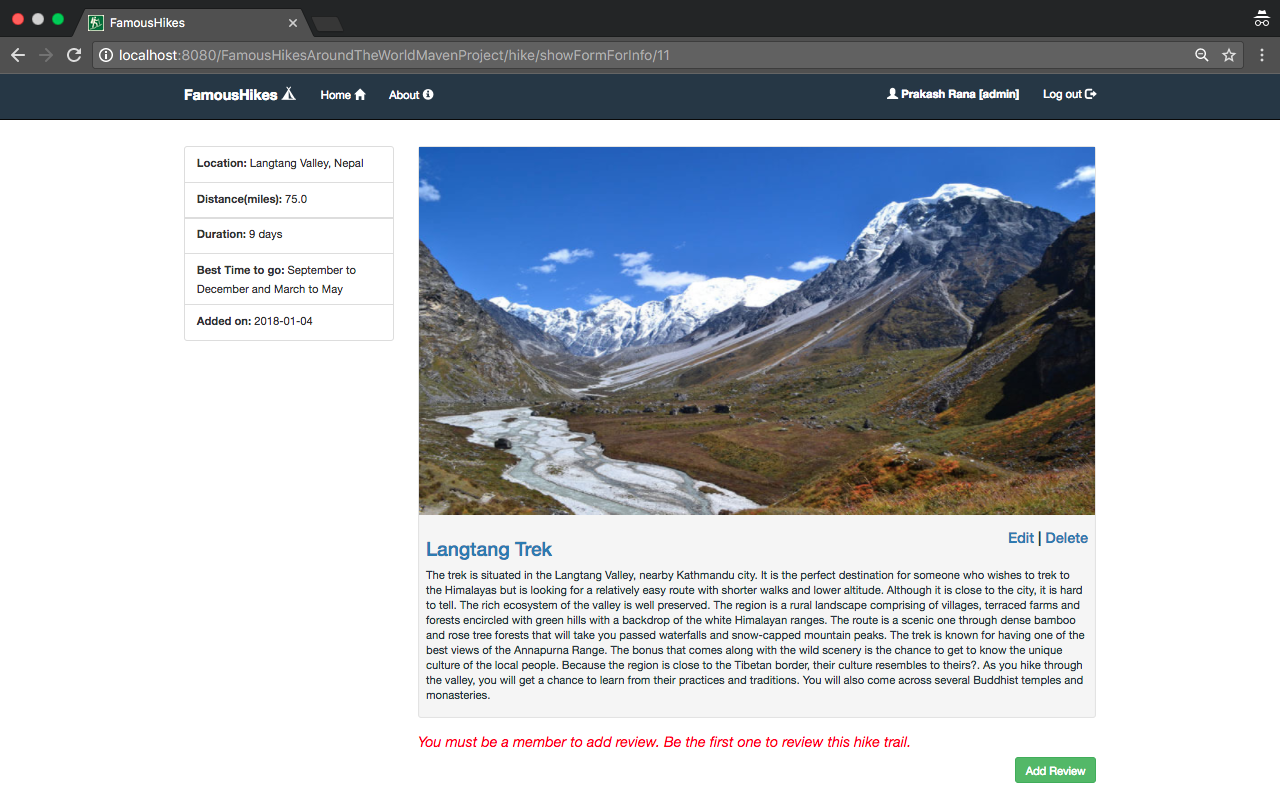 FamousHikes
localhost:8080/FamousHikesAroundTheWorldMavenProject/hike/showFormForInfo/11
FamousHikes Home About Prakash Rana [admin] Log out
Location: Langtang Valley, Nepal
Distance(miles): 75.0
Duration: 9 days
Best Time to go: September to
December and March to May
Added on: 2018-01-04
Edit | Delete
Langtang Trek
The trek is situated in the Langtang Valley, nearby Kathmandu city. It is the perfect destination for someone who wishes to trek to
the Himalayas but is looking for a relatively easy route with shorter walks and lower altitude. Although it is close to the city, it is hard
to tell. The rich ecosystem of the valley is well preserved. The region is a rural landscape comprising of villages, terraced farms and
forests encircled with green hills with a backdrop of the white Himalayan ranges. The route is a scenic one through dense bamboo
and rose tree forests that will take you passed waterfalls and snow-capped mountain peaks. The trek is known for having one of the
best views of the Annapurna Range. The bonus that comes along with the wild scenery is the chance to get to know the unique
culture of the local people. Because the region is close to the Tibetan border, their culture resembles to theirs?. As you hike through
the valley, you will get a chance to learn from their practices and traditions. You will also come across several Buddhist temples and
monasteries.
You must be a member to add review. Be the first one to review this hike trail.
Add Review